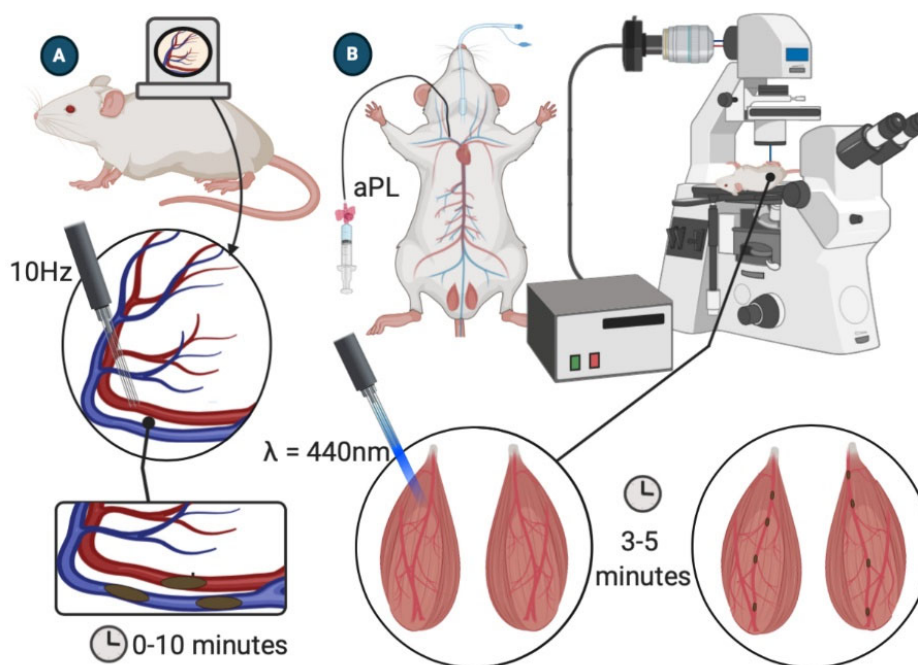 A
B
aPL
10Hz
λ = 440nm
3-5
minutes
0-10 minutes